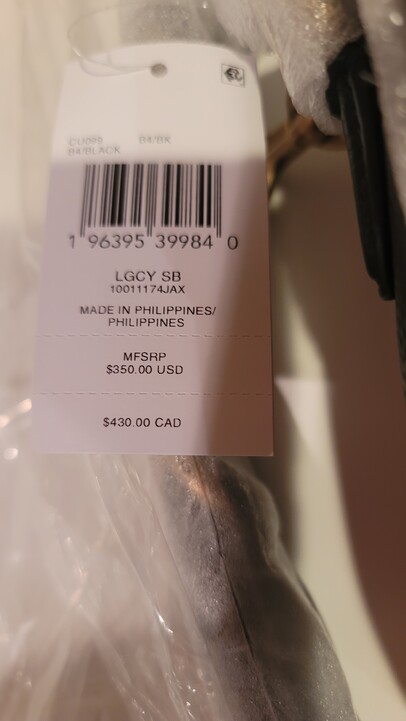 CU099 B4/BK
B4/BLACK
1 96395 39984 0
LGCY SB
10011174JAX
MADE IN PHILIPPINES/
PHILIPPINES
MFSRP
$350.00 USD
$430.00 CAD